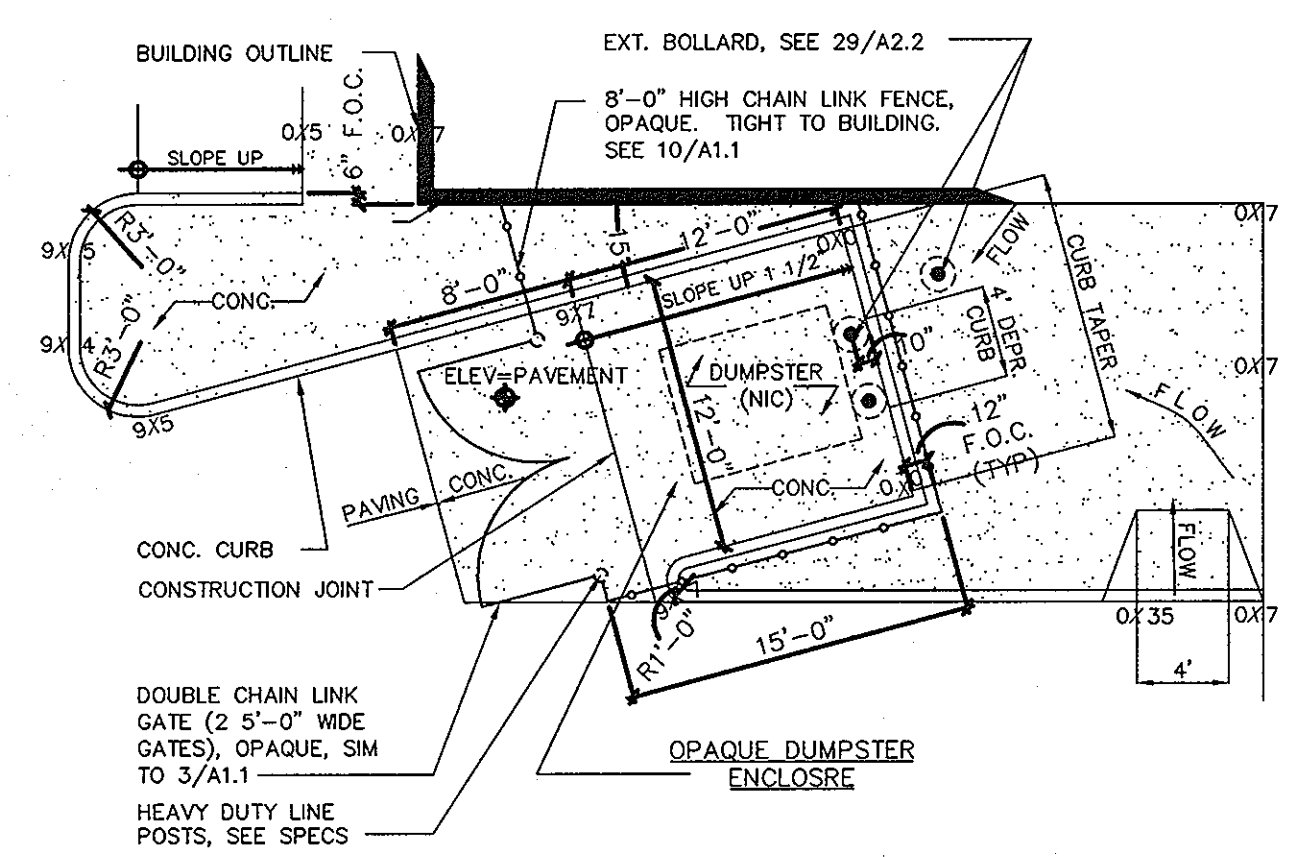 BUILDING OUTLINE
EXT. BOLLARD, SEE 29/A2.2
8'-0" HIGH CHAIN LINK FENCE,
OPAQUE. TIGHT TO BUILDING.
SEE 10/A1.1
0X5
6" F.O.C.
0X7
SLOPE UP
R3'-0"
9X5
CONC.
R3'-0"
9X4
9X5
8'-0"
12'-0"
15"
0X0
SLOPE UP 1 1/2"
9X7
FLOW
0X7
CURB TAPER
4' DEPR
CURB
ELEV=PAVEMENT
DUMPSTER
(NIC)
12'-0"
12"
F.O.C.
(TYP)
0X7
FLOW
PAVING
CONC.
CONC.
0X0
CONC. CURB
CONSTRUCTION JOINT
FLOW
R1'-0"
15'-0"
0X35
0X7
4'
DOUBLE CHAIN LINK
GATE (2 5'-0" WIDE
GATES), OPAQUE, SIM
TO 3/A1.1
OPAQUE DUMPSTER
ENCLOSRE
HEAVY DUTY LINE
POSTS, SEE SPECS